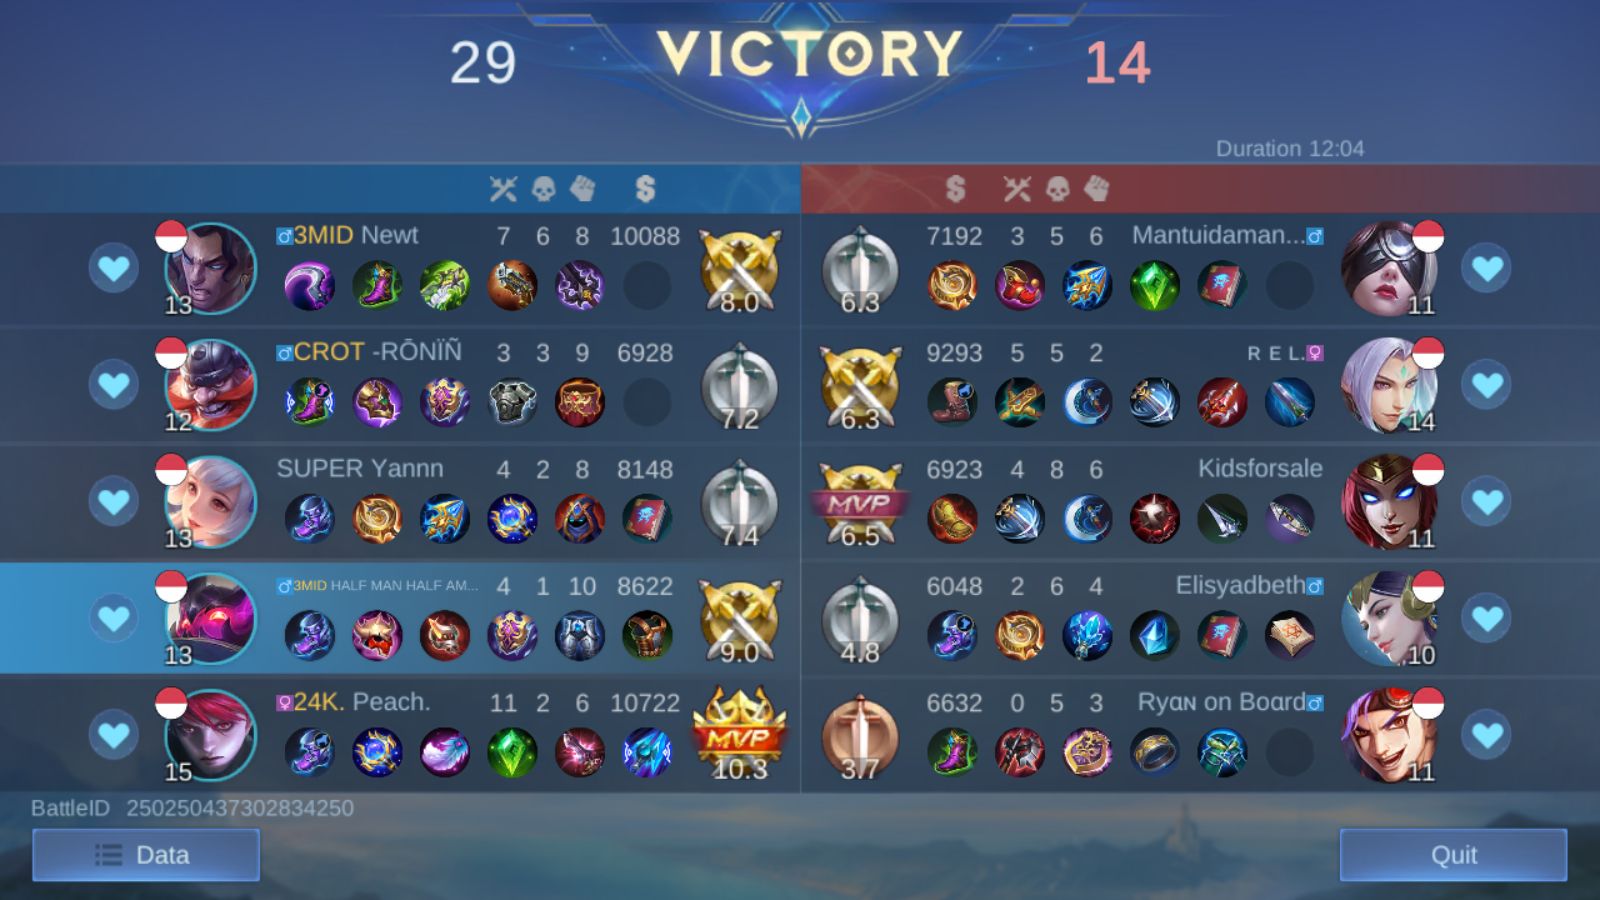 29 VICTORY 14
Duration 12:04
3MID Newt 7 6 8 10088
13 8.0
6.3 7192 3 5 6 Mantuidaman...
11
CROT -RŌNÏÑ 3 3 9 6928
12 7.2
6.3 9293 5 5 2 R E L.
14
SUPER Yannn 4 2 8 8148
13 7.4
MVP 6.5 6923 4 8 6 Kidsforsale
11
3MID HALF MAN HALF AM... 4 1 10 8622
13 9.0
4.8 6048 2 6 4 Elisyadbeth
10
24K. Peach. 11 2 6 10722
15 MVP 10.3
3.7 6632 0 5 3 Ryαɴ on Boαrd
11
BattleID 250250437302834250
Data
Quit